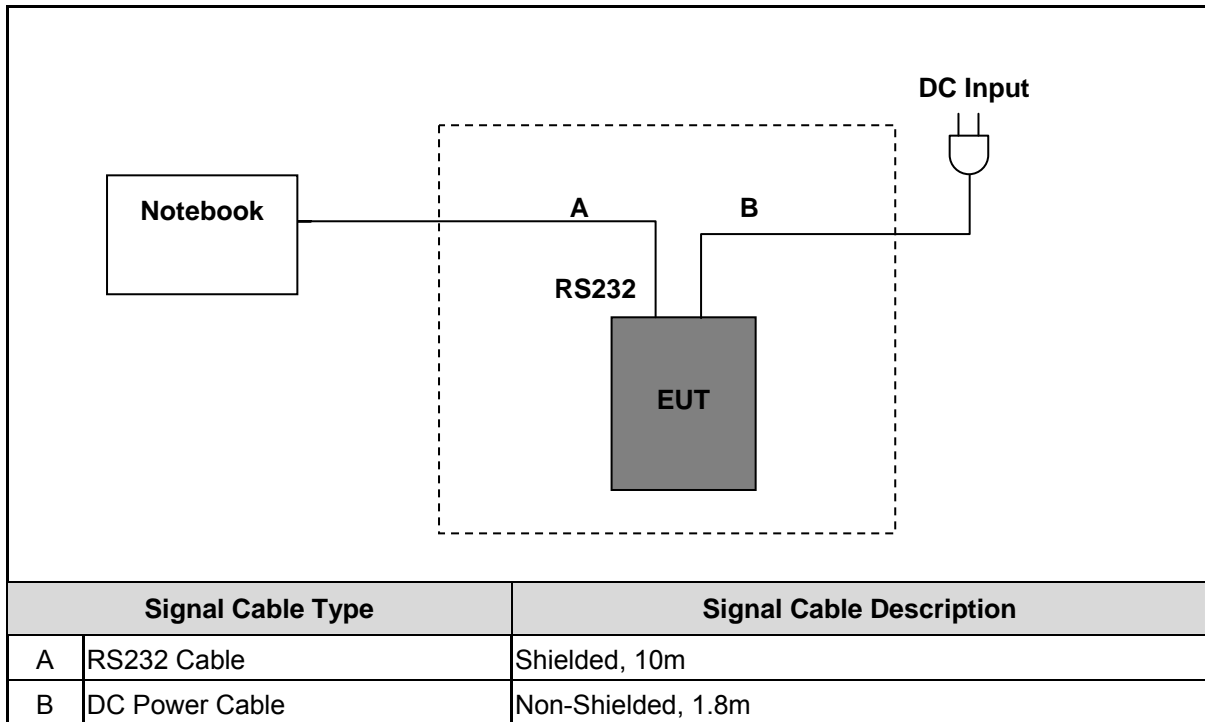 DC Input
Notebook
A
B
RS232
EUT
Signal Cable Type Signal Cable Description
A RS232 Cable Shielded, 10m
B DC Power Cable Non-Shielded, 1.8m